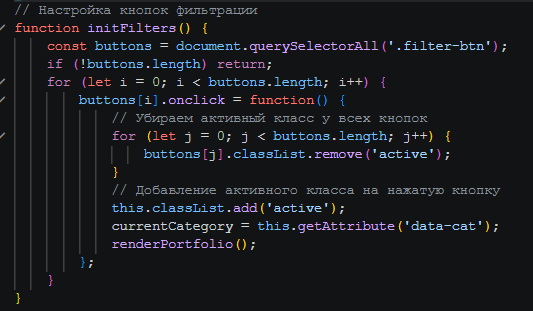 // Настройка кнопок фильтрации
function initFilters() {
    const buttons = document.querySelectorAll('.filter-btn');
    if (!buttons.length) return;
    for (let i = 0; i < buttons.length; i++) {
        buttons[i].onclick = function() {
            // Убираем активный класс у всех кнопок
            for (let j = 0; j < buttons.length; j++) {
                buttons[j].classList.remove('active');
            }
            // Добавление активного класса на нажатую кнопку
            this.classList.add('active');
            currentCategory = this.getAttribute('data-cat');
            renderPortfolio();
        };
    }
}